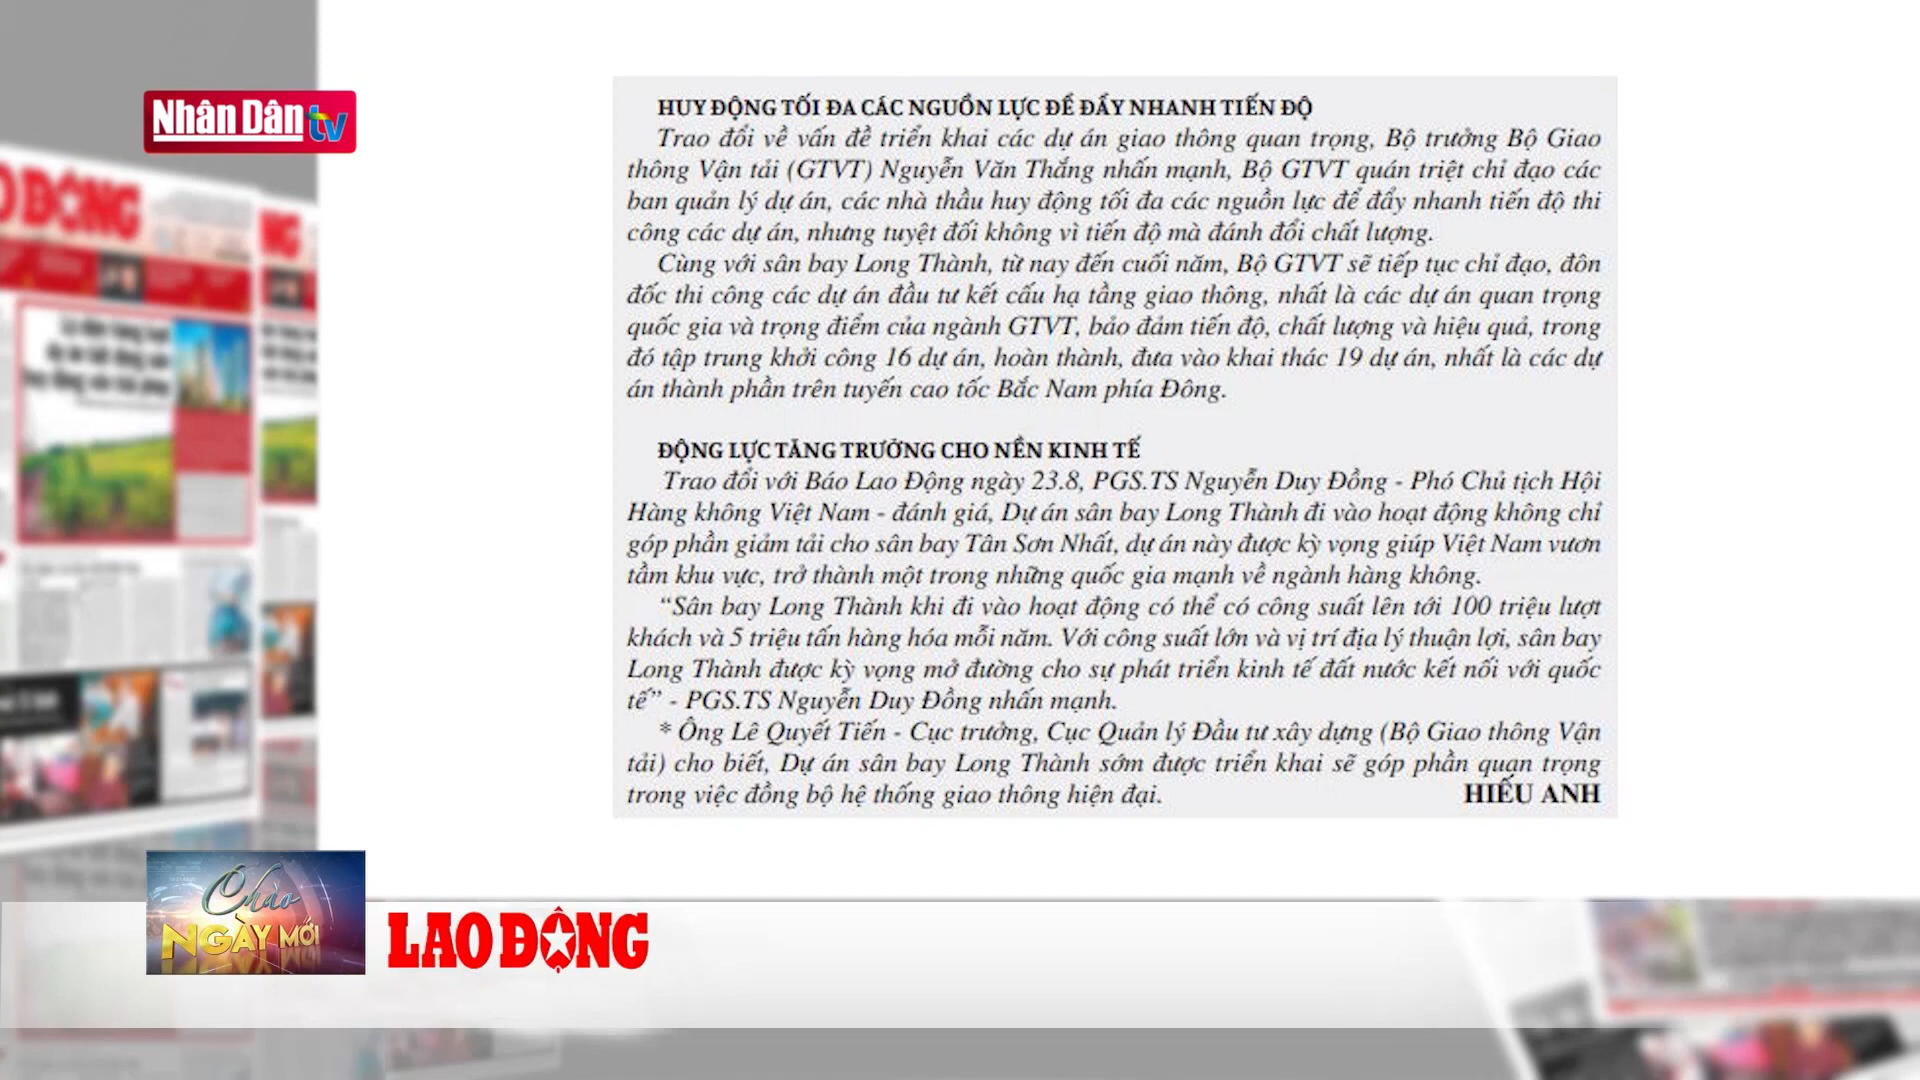 Nhân Dân tv
HUY ĐỘNG TỐI ĐA CÁC NGUỒN LỰC ĐỂ ĐẨY NHANH TIẾN ĐỘ
Trao đổi về vấn đề triển khai các dự án giao thông quan trọng, Bộ trưởng Bộ Giao
thông Vận tải (GTVT) Nguyễn Văn Thắng nhấn mạnh, Bộ GTVT quán triệt chỉ đạo các
ban quản lý dự án, các nhà thầu huy động tối đa các nguồn lực để đẩy nhanh tiến độ thi
công các dự án, nhưng tuyệt đối không vì tiến độ mà đánh đổi chất lượng.
Cùng với sân bay Long Thành, từ nay đến cuối năm, Bộ GTVT sẽ tiếp tục chỉ đạo, đôn
đốc thi công các dự án đầu tư kết cấu hạ tầng giao thông, nhất là các dự án quan trọng
quốc gia và trọng điểm của ngành GTVT, bảo đảm tiến độ, chất lượng và hiệu quả, trong
đó tập trung khởi công 16 dự án, hoàn thành, đưa vào khai thác 19 dự án, nhất là các dự
án thành phần trên tuyến cao tốc Bắc Nam phía Đông.
ĐỘNG LỰC TĂNG TRƯỞNG CHO NỀN KINH TẾ
Trao đổi với Báo Lao Động ngày 23.8, PGS.TS Nguyễn Duy Đồng - Phó Chủ tịch Hội
Hàng không Việt Nam - đánh giá, Dự án sân bay Long Thành đi vào hoạt động không chỉ
góp phần giảm tải cho sân bay Tân Sơn Nhất, dự án này được kỳ vọng giúp Việt Nam vươn
tầm khu vực, trở thành một trong những quốc gia mạnh về ngành hàng không.
“Sân bay Long Thành khi đi vào hoạt động có thể có công suất lên tới 100 triệu lượt
khách và 5 triệu tấn hàng hóa mỗi năm. Với công suất lớn và vị trí địa lý thuận lợi, sân bay
Long Thành được kỳ vọng mở đường cho sự phát triển kinh tế đất nước kết nối với quốc
tế” - PGS.TS Nguyễn Duy Đồng nhấn mạnh.
* Ông Lê Quyết Tiến - Cục trưởng, Cục Quản lý Đầu tư xây dựng (Bộ Giao thông Vận
tải) cho biết, Dự án sân bay Long Thành sớm được triển khai sẽ góp phần quan trọng
trong việc đồng bộ hệ thống giao thông hiện đại. HIẾU ANH
Chào
NGÀY MỚI
LAO ĐỘNG